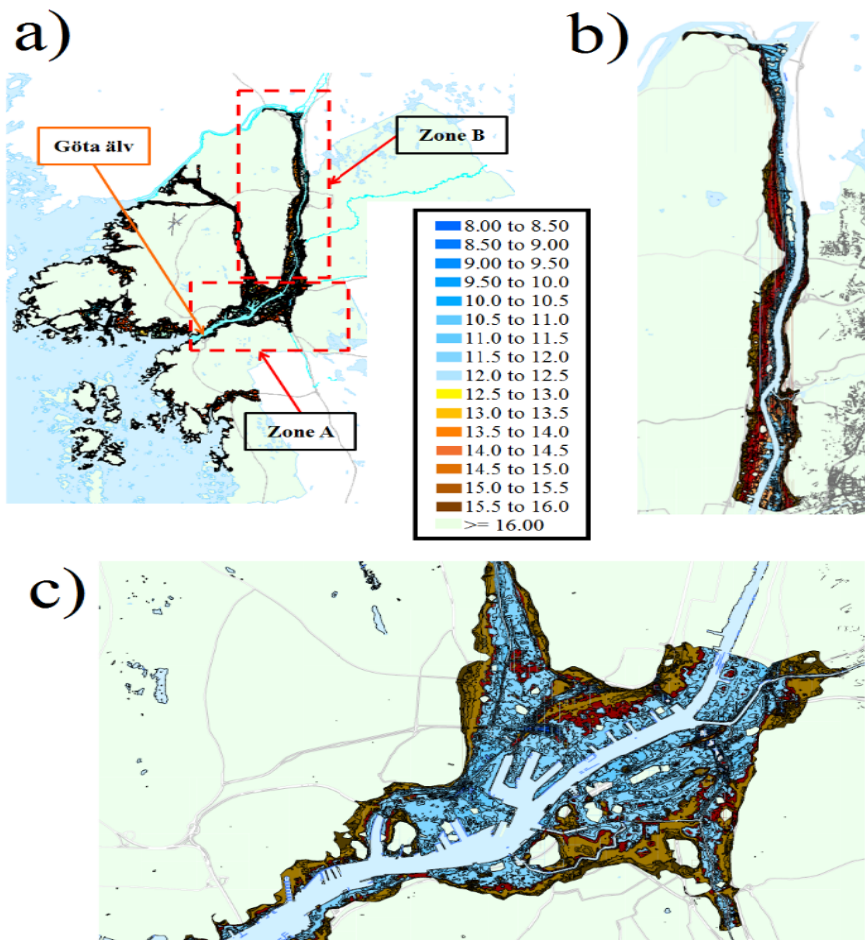 a)
b)
Göta älv
Zone B
8.00 to 8.50
8.50 to 9.00
9.00 to 9.50
9.50 to 10.0
10.0 to 10.5
10.5 to 11.0
11.0 to 11.5
11.5 to 12.0
12.0 to 12.5
12.5 to 13.0
13.0 to 13.5
13.5 to 14.0
14.0 to 14.5
14.5 to 15.0
15.0 to 15.5
15.5 to 16.0
>= 16.00
Zone A
c)